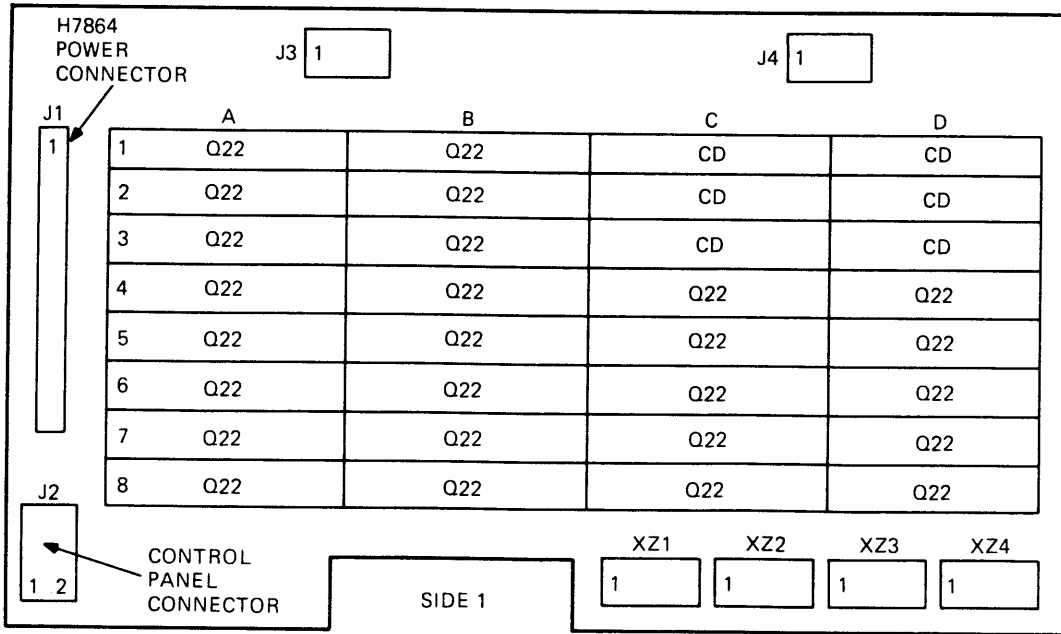 H7864
POWER
CONNECTOR
J3 1
J4 1
J1
1
A B C D
1 Q22 Q22 CD CD
2 Q22 Q22 CD CD
3 Q22 Q22 CD CD
4 Q22 Q22 Q22 Q22
5 Q22 Q22 Q22 Q22
6 Q22 Q22 Q22 Q22
7 Q22 Q22 Q22 Q22
8 Q22 Q22 Q22 Q22
J2
1 2
CONTROL
PANEL
CONNECTOR
SIDE 1
XZ1 XZ2 XZ3 XZ4
1 1 1 1